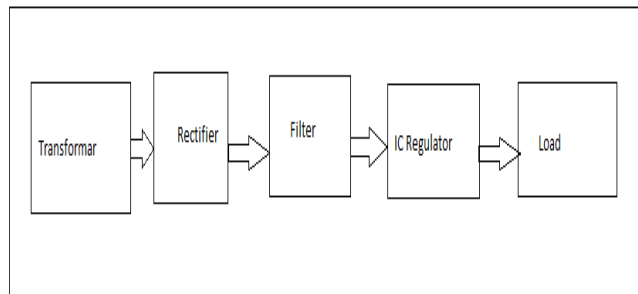 Transformar
Rectifier
Filter
IC Regulator
Load